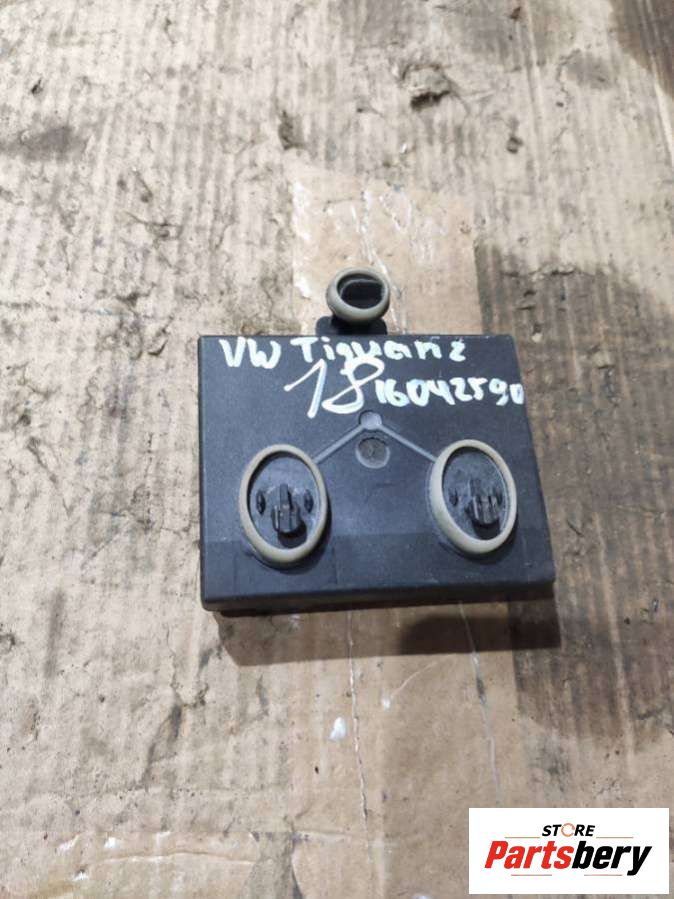 VW Tiguan 2
18 16042590
STORE
Partsbery